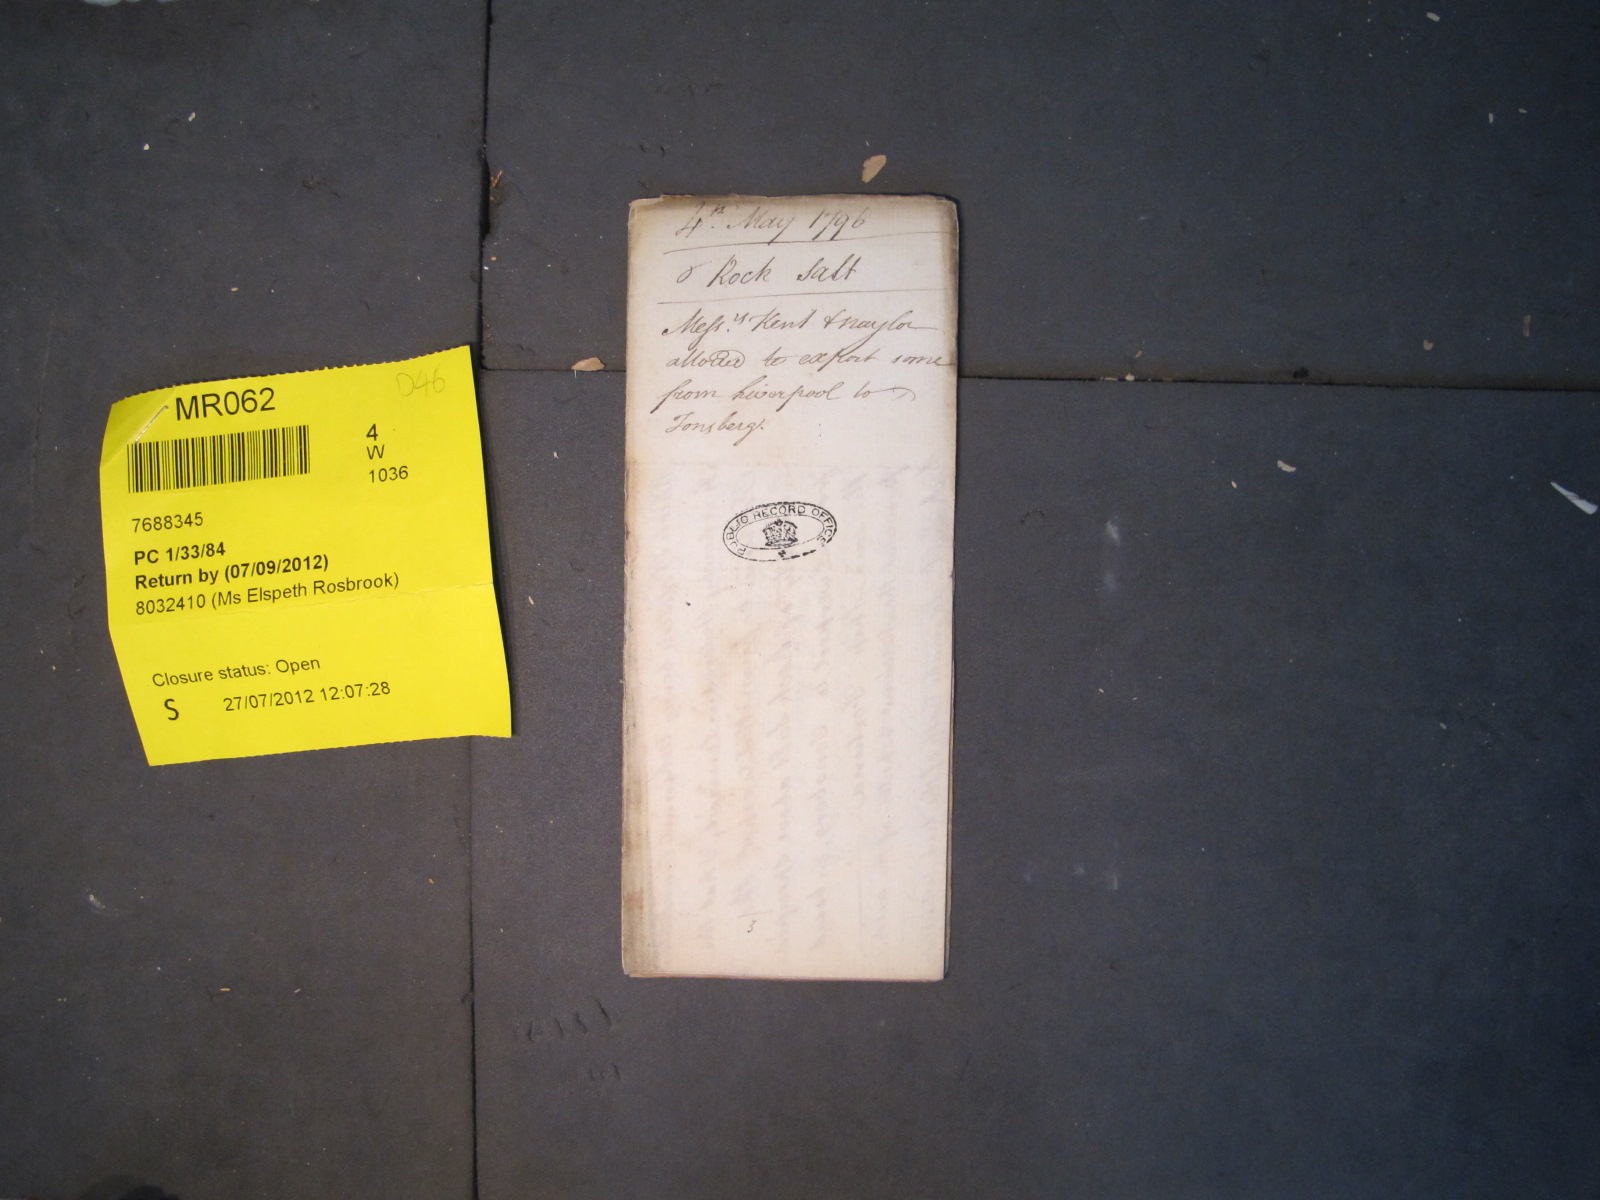 MR062
D46
4
W
1036
7688345
PC 1/33/84
Return by (07/09/2012)
8032410 (Ms Elspeth Rosbrook)
Closure status: Open
S 27/07/2012 12:07:28
4th. May 1796
Rock Salt
Mess.rs Kent & Naylor
allowed to export some
from Liverpool to
Tonsberg.
PUBLIC RECORD OFFICE
3